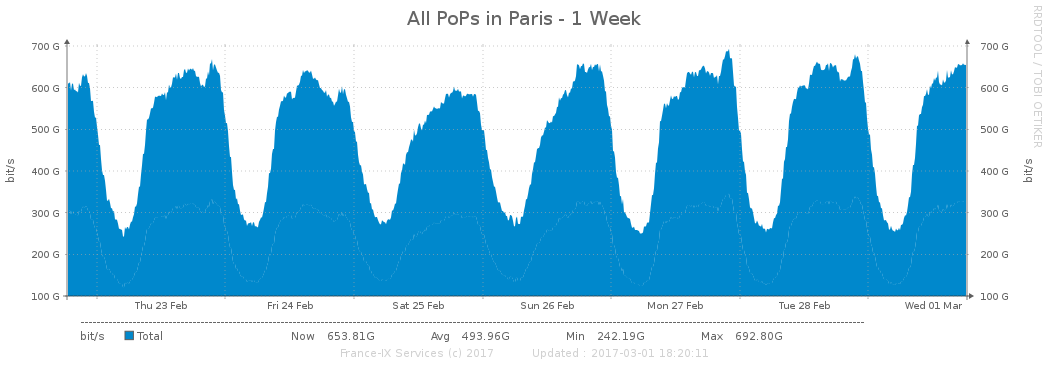 All PoPs in Paris - 1 Week
RRDTOOL / TOBI OETIKER
700 G 700 G
600 G 600 G
500 G 500 G
400 G 400 G
300 G 300 G
200 G 200 G
100 G 100 G
bit/s bit/s
Thu 23 Feb Fri 24 Feb Sat 25 Feb Sun 26 Feb Mon 27 Feb Tue 28 Feb Wed 01 Mar
bit/s Total Now 653.81G Avg 493.96G Min 242.19G Max 692.80G
France-IX Services (c) 2017 Updated : 2017-03-01 18:20:11